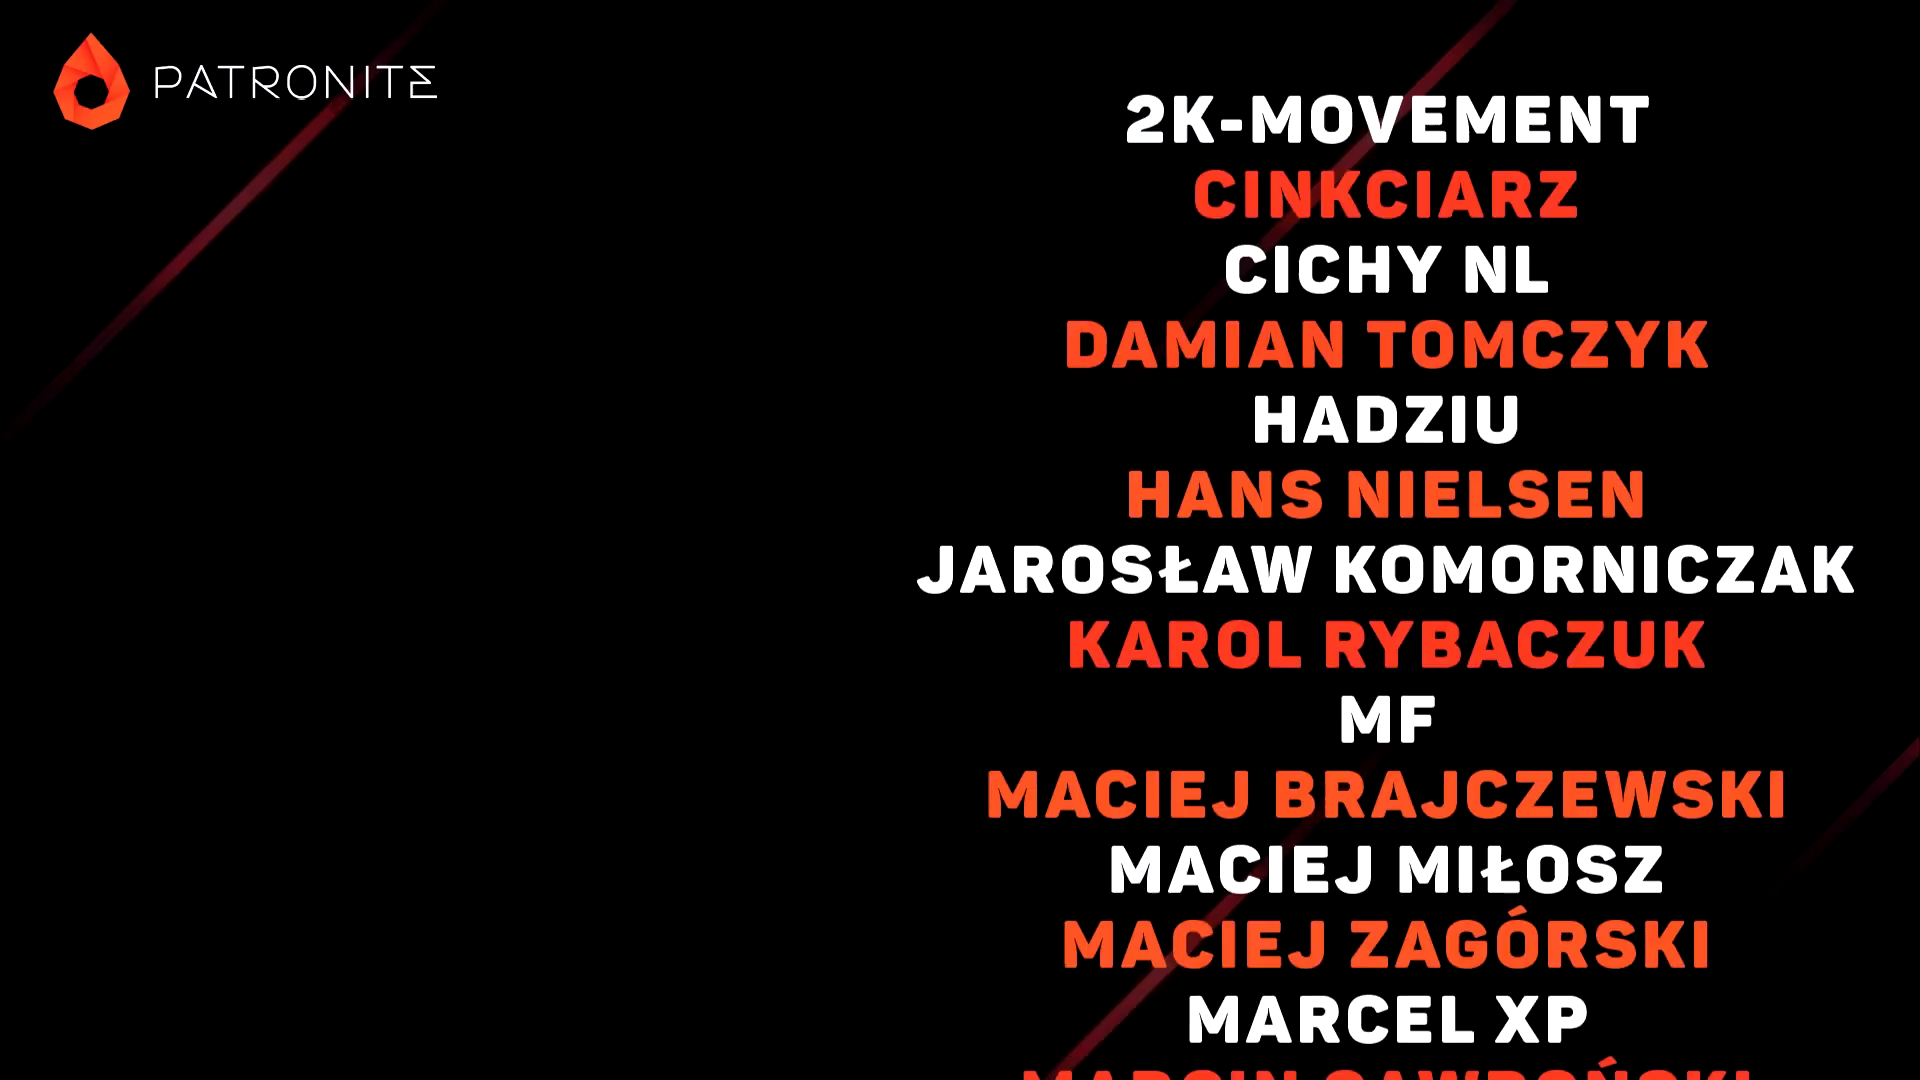 PATRONITE
2K-MOVEMENT
CINKCIARZ
CICHY NL
DAMIAN TOMCZYK
HADZIU
HANS NIELSEN
JAROSŁAW KOMORNICZAK
KAROL RYBACZUK
MF
MACIEJ BRAJCZEWSKI
MACIEJ MIŁOSZ
MACIEJ ZAGÓRSKI
MARCEL XP
MARCIN